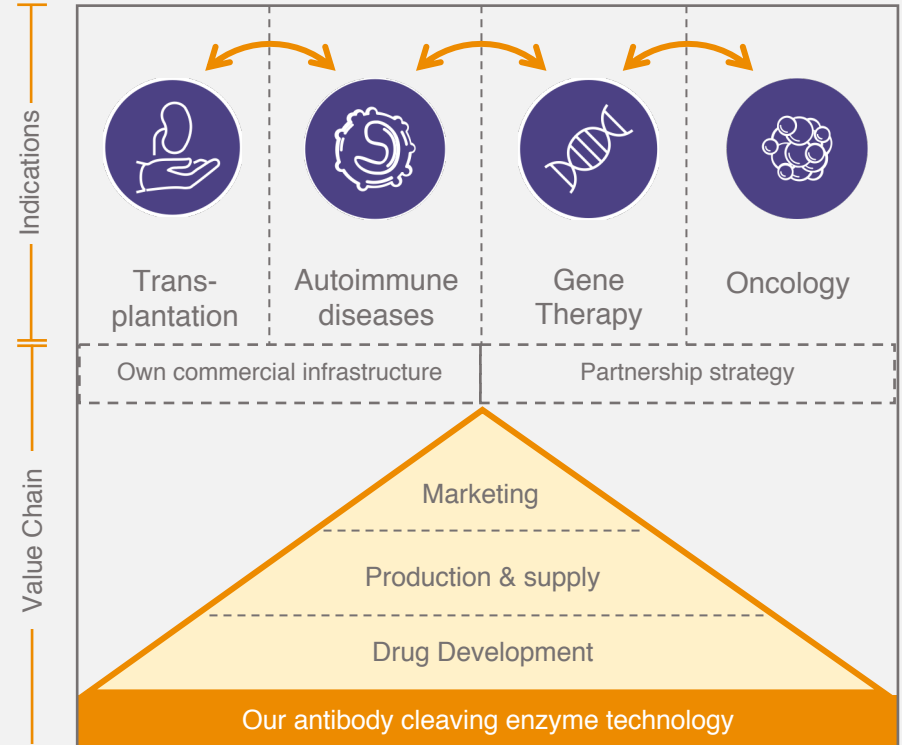 Indications
Trans-
plantation
Autoimmune
diseases
Gene
Therapy
Oncology
Own commercial infrastructure
Partnership strategy
Value Chain
Marketing
Production & supply
Drug Development
Our antibody cleaving enzyme technology